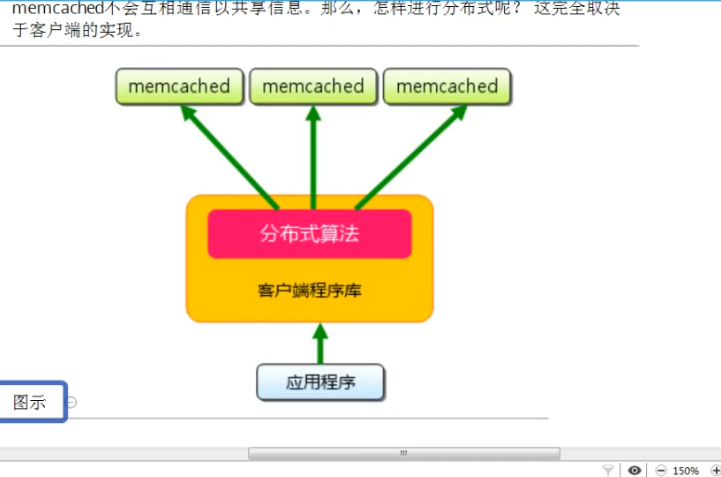 memcached不会互相通信以共享信息。那么，怎样进行分布式呢？ 这完全取决
于客户端的实现。
memcached memcached memcached
分布式算法
客户端程序库
应用程序
图示
150%